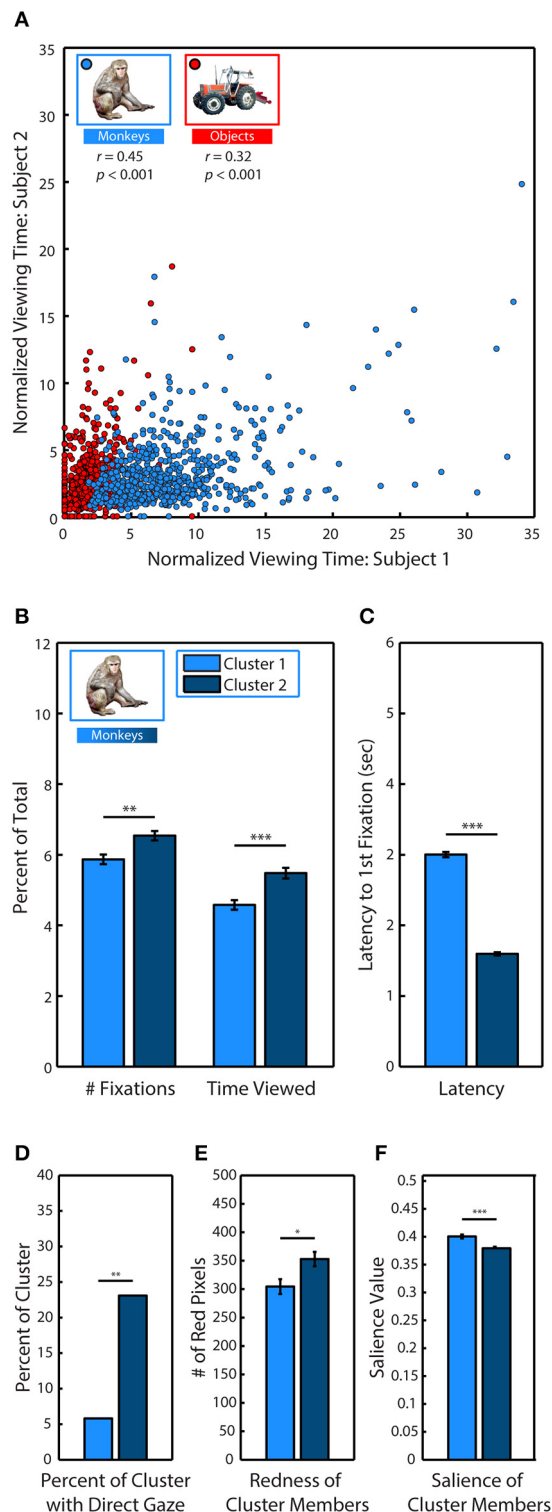 A
Normalized Viewing Time: Subject 2
35
30
25
20
15
10
5
0
Monkeys
r = 0.45
p < 0.001
Objects
r = 0.32
p < 0.001
0 5 10 15 20 25 30 35
Normalized Viewing Time: Subject 1
B
Percent of Total
12
10
8
6
4
2
0
Monkeys
Cluster 1
Cluster 2
**
***
# Fixations
Time Viewed
C
Latency to 1st Fixation (sec)
6
5
4
2
2
1
0
***
Latency
D
Percent of Cluster
40
35
30
25
20
15
10
5
0
**
Percent of Cluster
with Direct Gaze
E
# of Red Pixels
500
450
400
350
300
250
200
150
100
50
0
*
Redness of
Cluster Members
F
Salience Value
0.5
0.45
0.4
0.35
0.3
0.25
0.2
0.15
0.1
0.05
0
***
Salience of
Cluster Members